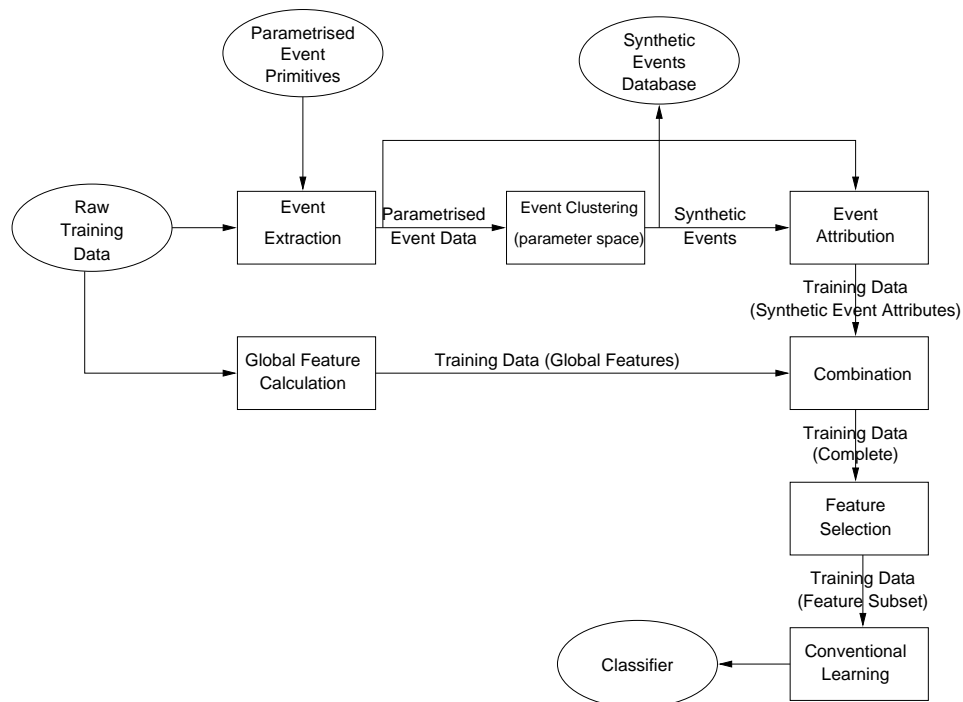 Parametrised
Event
Primitives
Synthetic
Events
Database
Raw
Training
Data
Event
Extraction
Parametrised
Event Data
Event Clustering
(parameter space)
Synthetic
Events
Event
Attribution
Training Data
(Synthetic Event Attributes)
Global Feature
Calculation
Training Data (Global Features)
Combination
Training Data
(Complete)
Feature
Selection
Training Data
(Feature Subset)
Classifier
Conventional
Learning